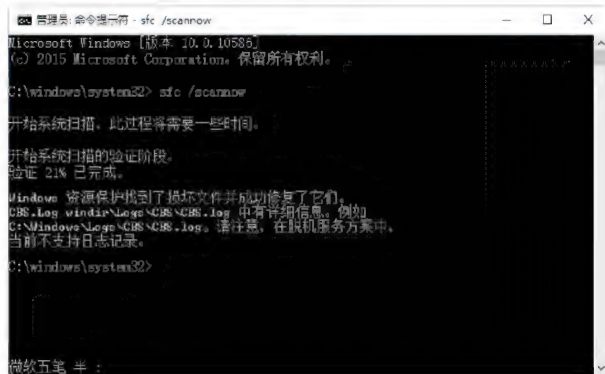 管理员: 命令提示符 - sfc /scannow
Microsoft Windows [版本 10.0.10586]
(c) 2015 Microsoft Corporation。保留所有权利。
C:\windows\system32> sfc /scannow
开始系统扫描。此过程将需要一些时间。
开始系统扫描的验证阶段。
验证 21% 已完成。
Windows 资源保护找到了损坏文件并成功修复了它们。
CBS.Log windir\Logs\CBS\CBS.log 中有详细信息。例如
C:\Windows\Logs\CBS\CBS.log。请注意，在脱机服务方案中，
当前不支持日志记录。
C:\windows\system32>
微软五笔 半 :